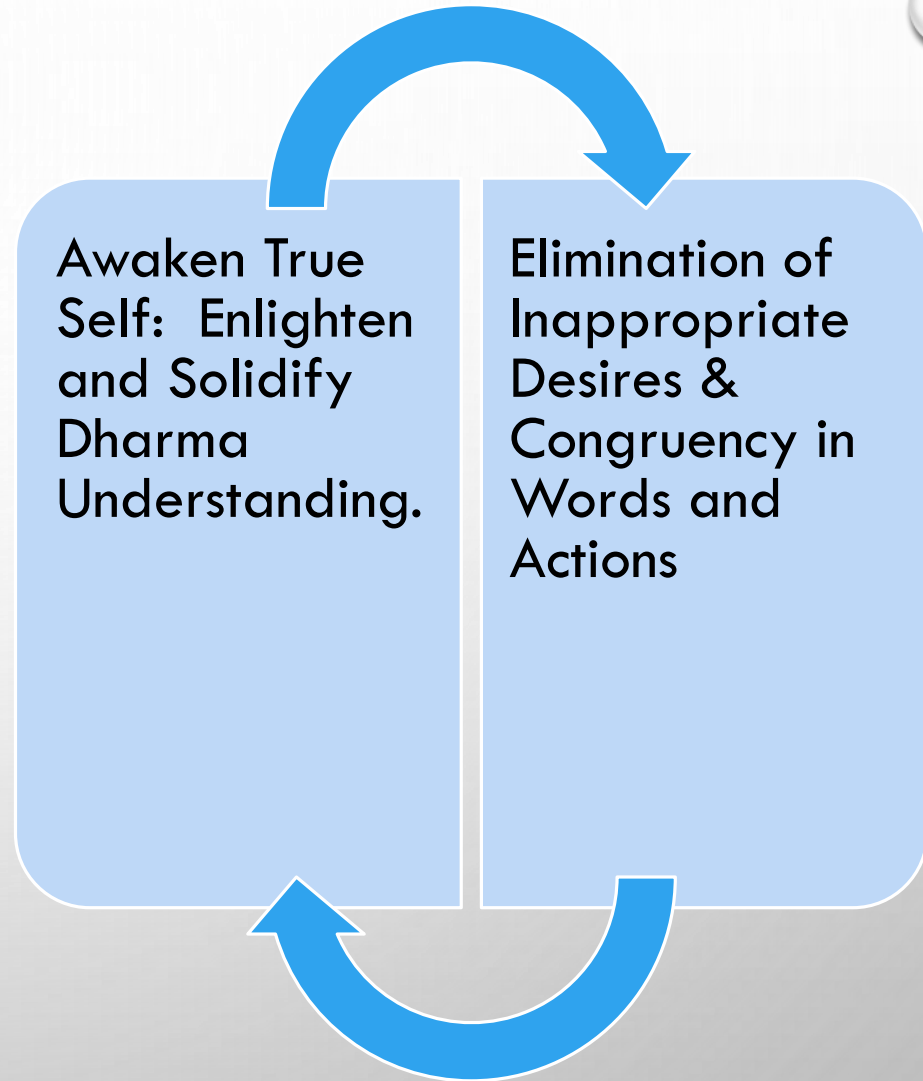 Awaken True
Self:  Enlighten
and Solidify
Dharma
Understanding.
Elimination of
Inappropriate
Desires &
Congruency in
Words and
Actions